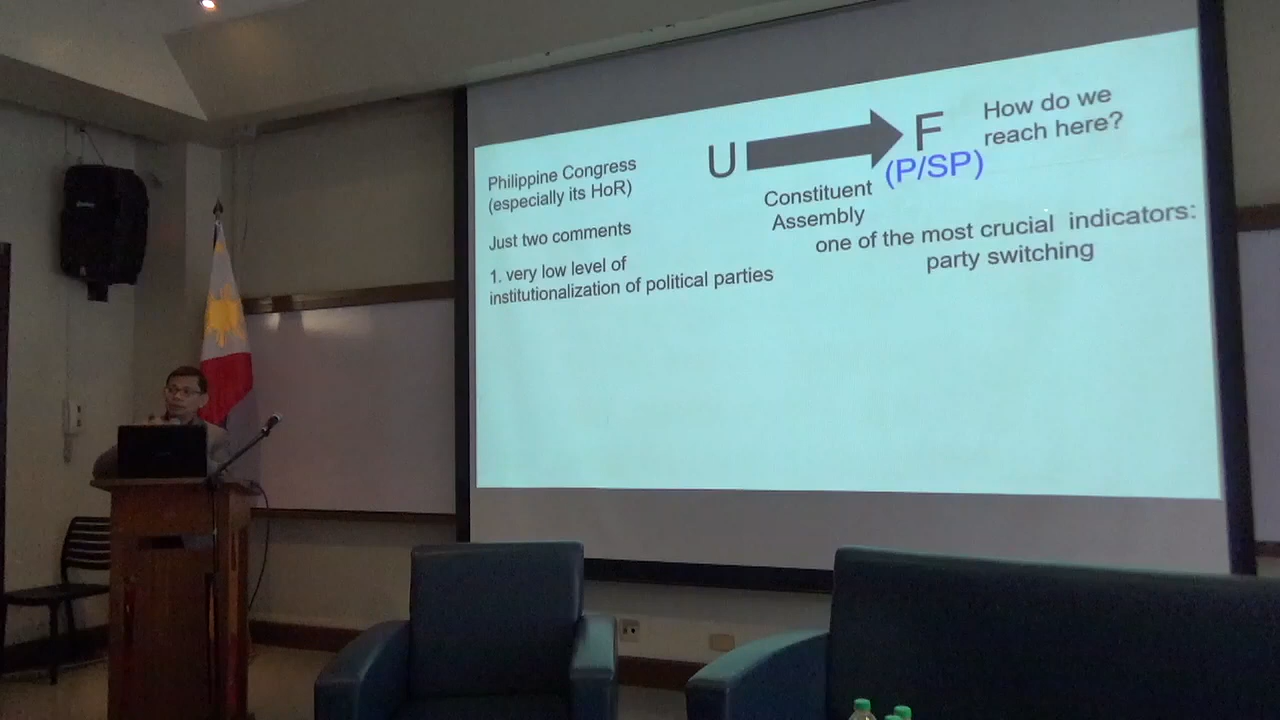 Philippine Congress
(especially its HoR)
Just two comments
1. very low level of
institutionalization of political parties
U
F
(P/SP)
How do we
reach here?
Constituent
Assembly
one of the most crucial indicators:
party switching